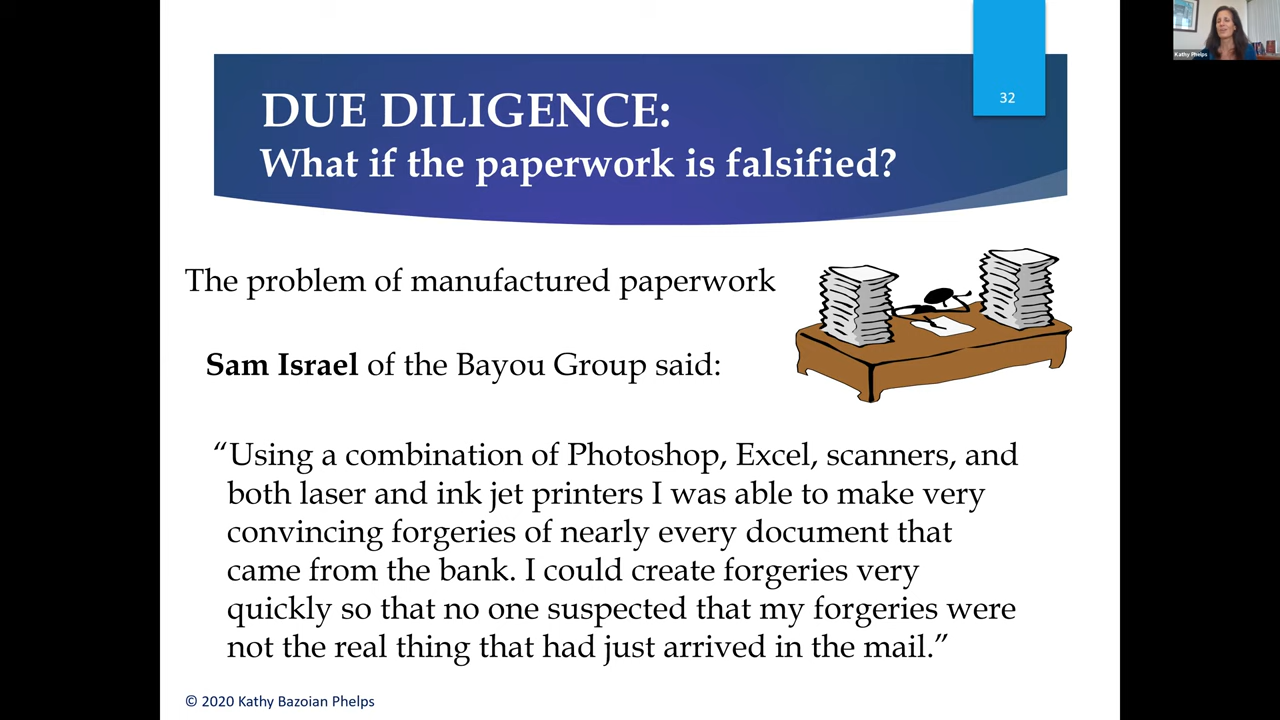 Kathy Phelps
32
DUE DILIGENCE:
What if the paperwork is falsified?
The problem of manufactured paperwork
Sam Israel of the Bayou Group said:
“Using a combination of Photoshop, Excel, scanners, and
both laser and ink jet printers I was able to make very
convincing forgeries of nearly every document that
came from the bank. I could create forgeries very
quickly so that no one suspected that my forgeries were
not the real thing that had just arrived in the mail.”
© 2020 Kathy Bazoian Phelps